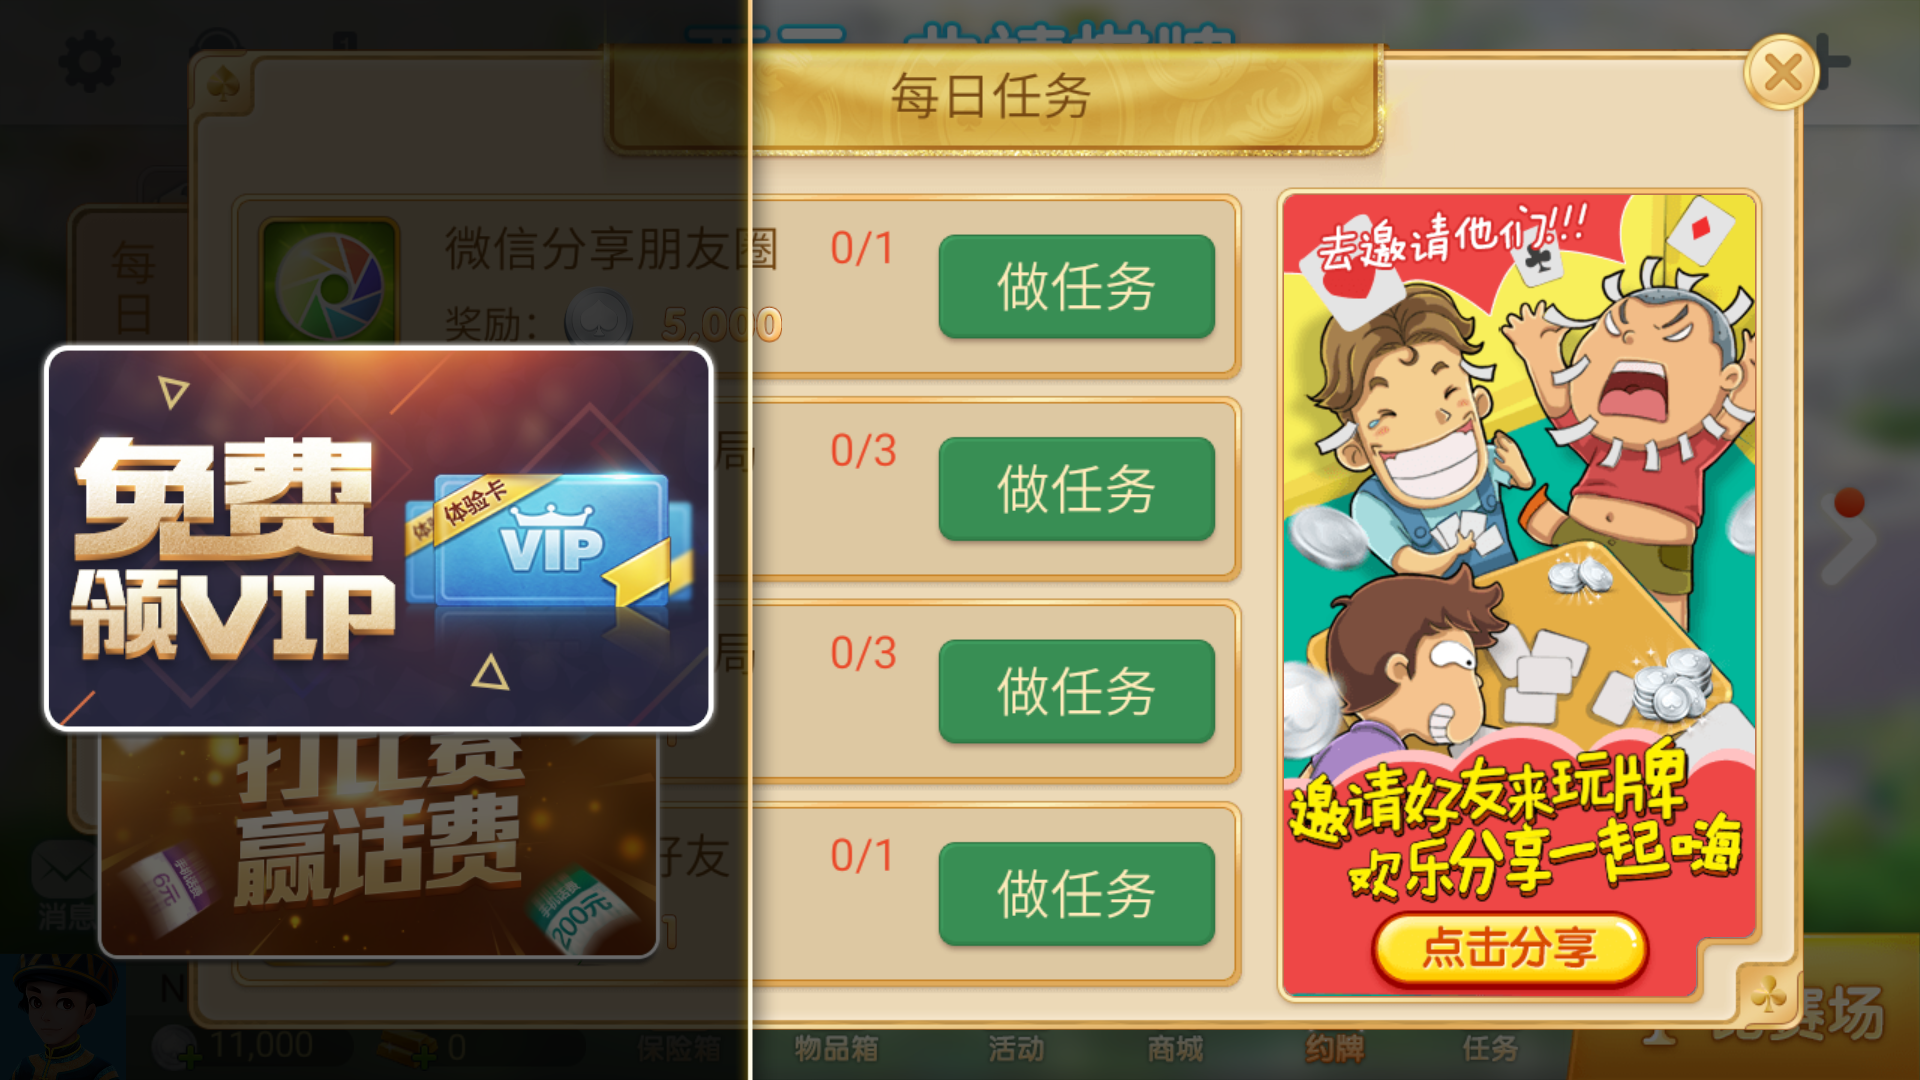 每日任务
每
日
微信分享朋友圈
0/1
做任务
奖励：
5,000
局
0/3
做任务
局
0/3
做任务
好友
0/1
做任务
1
免费
领VIP
体验卡
VIP
打比赛
赢话费
6元
手机话费
200元
去邀请他们!!!
邀请好友来玩牌
欢乐分享一起嗨
点击分享
消息
N
11,000
0
保险箱
物品箱
活动
商城
约牌
任务
比赛场